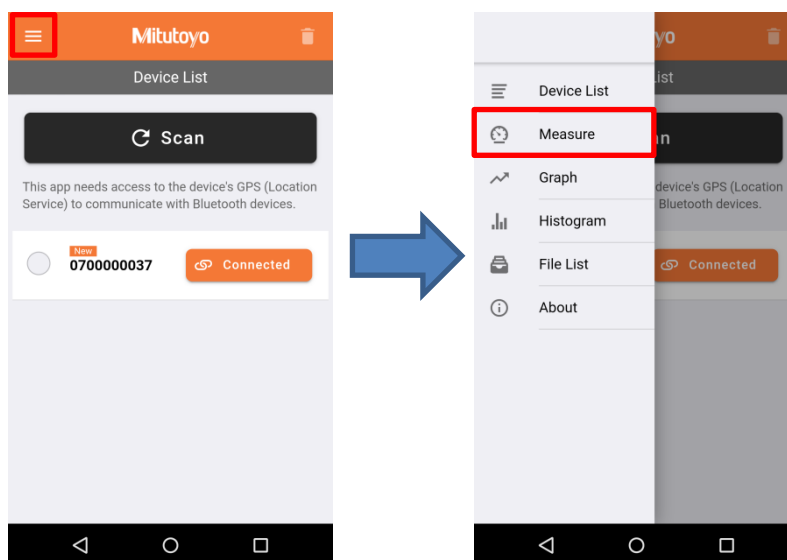 Mitutoyo
Device List
Scan
This app needs access to the device's GPS (Location
Service) to communicate with Bluetooth devices.
New
0700000037
Connected
yo
List
Device List
Measure
Graph
Histogram
File List
About
n
device's GPS (Location
Bluetooth devices.
Connected